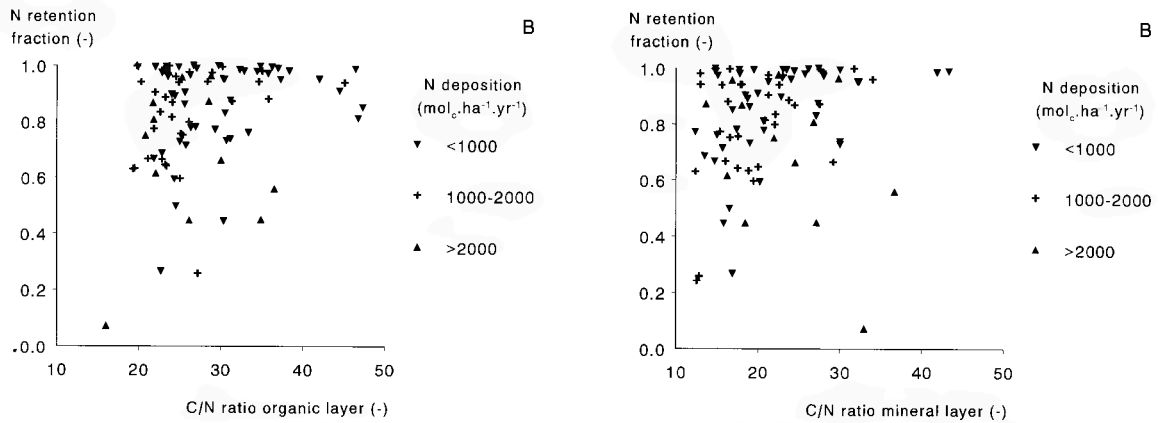 N retention
fraction (-)
B
1.0
0.8
0.6
0.4
0.2
.0.0
10
20
30
40
50
C/N ratio organic layer (-)
N deposition
(mol_c.ha⁻¹.yr⁻¹)
<1000
1000-2000
>2000
N retention
fraction (-)
B
1.0
0.8
0.6
0.4
0.2
0.0
10
20
30
40
50
C/N ratio mineral layer (-)
N deposition
(mol_c.ha⁻¹.yr⁻¹)
<1000
1000-2000
>2000